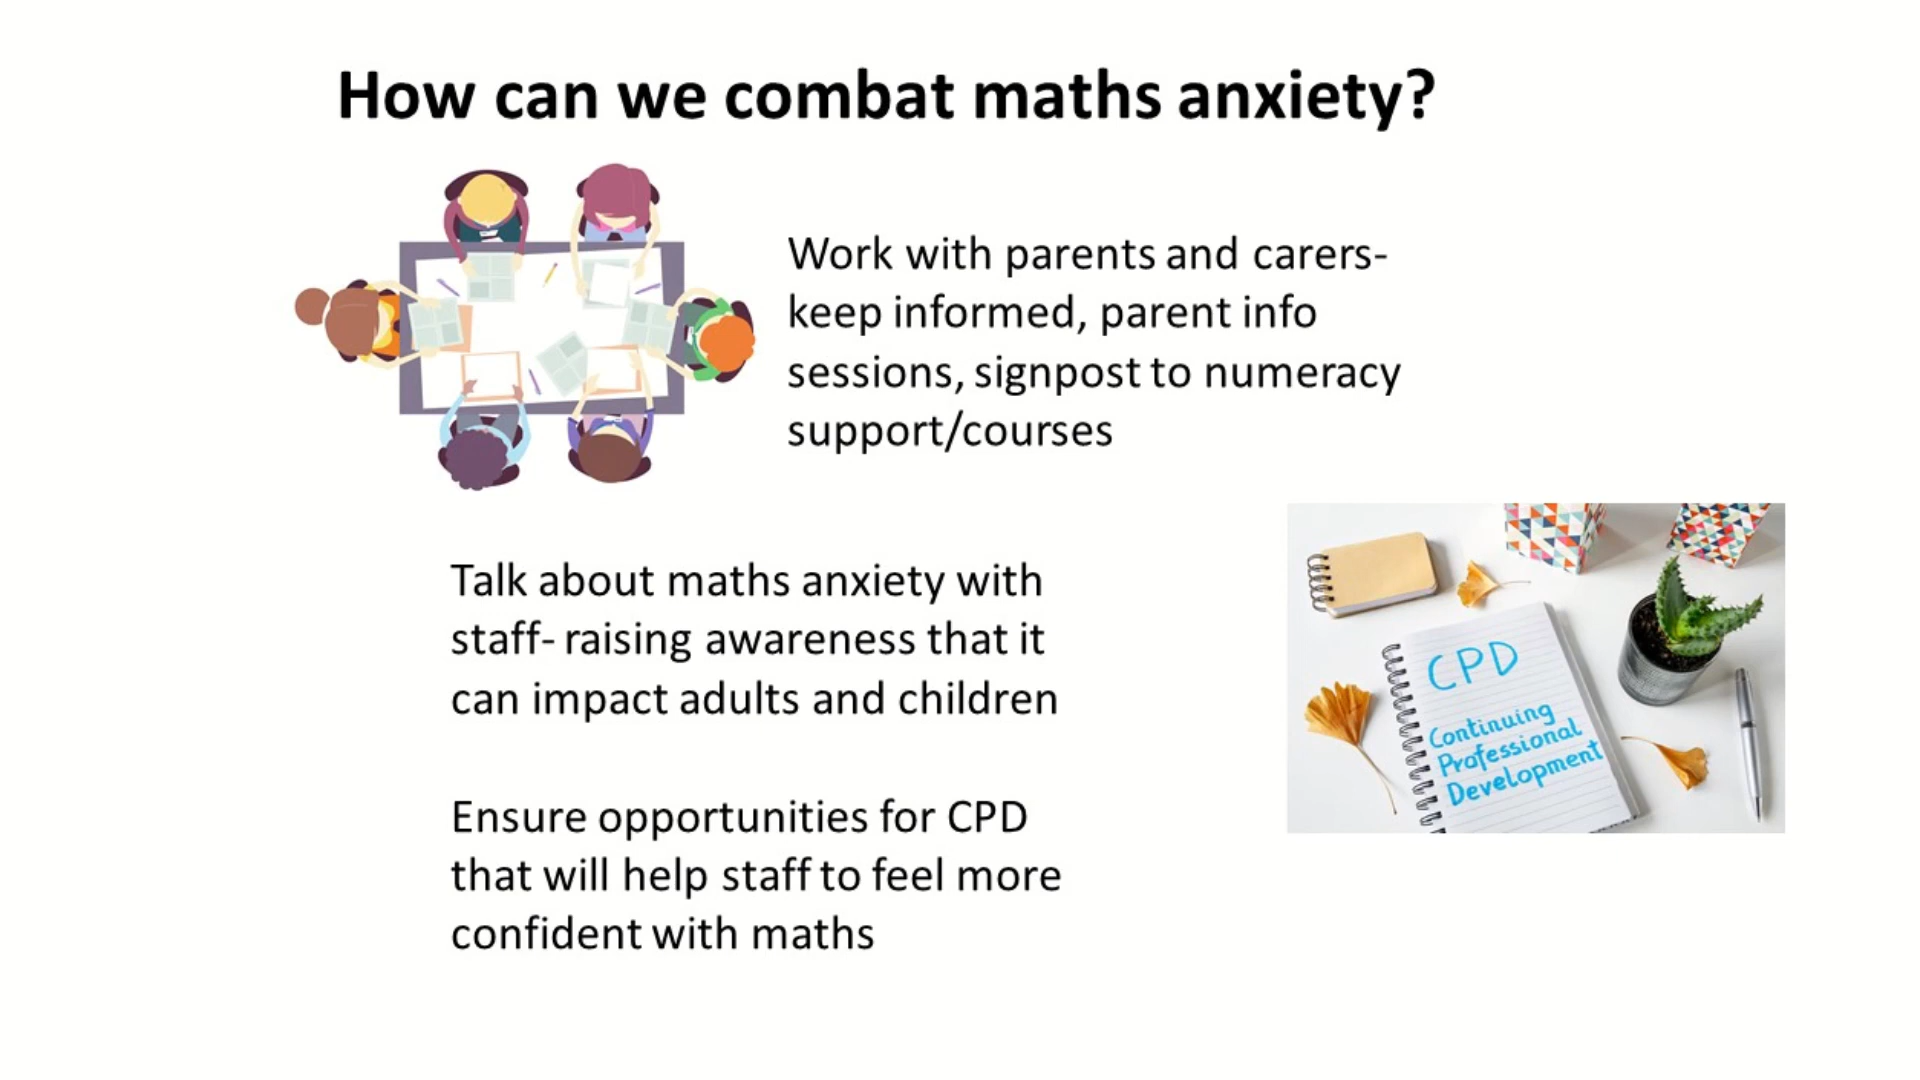 How can we combat maths anxiety?
Work with parents and carers-
keep informed, parent info
sessions, signpost to numeracy
support/courses
Talk about maths anxiety with
staff- raising awareness that it
can impact adults and children
Ensure opportunities for CPD
that will help staff to feel more
confident with maths
CPD
Continuing
Professional
Development